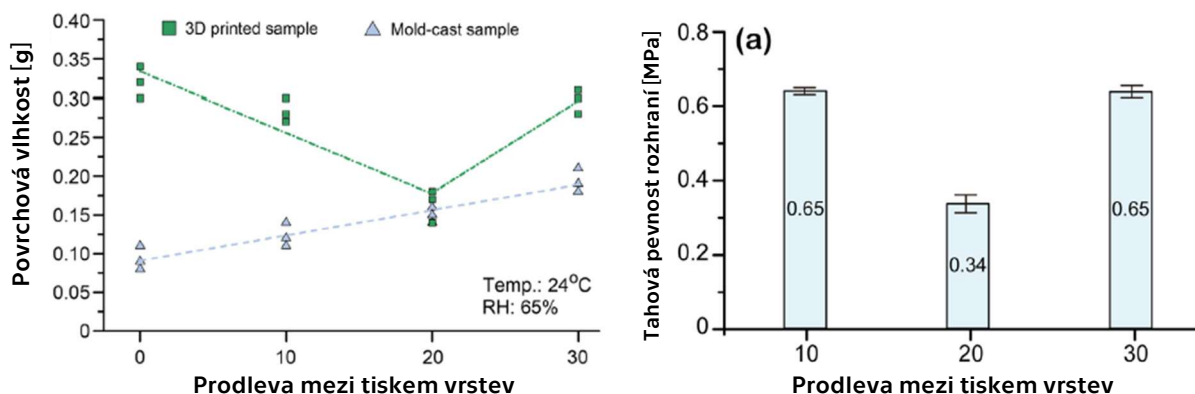 3D printed sample
Mold-cast sample
Povrchová vlhkost [g]
0.40
0.35
0.30
0.25
0.20
0.15
0.10
0.05
0
Temp.: 24°C
RH: 65%
0 10 20 30
Prodleva mezi tiskem vrstev
(a)
Tahová pevnost rozhraní [MPa]
0.8
0.6
0.4
0.2
0
0.65
0.34
0.65
10 20 30
Prodleva mezi tiskem vrstev